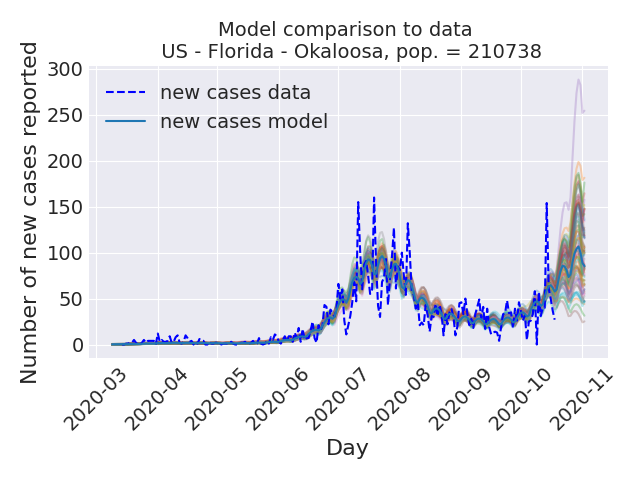 Model comparison to data
US - Florida - Okaloosa, pop. = 210738
Number of new cases reported
300
250
200
150
100
50
0
new cases data
new cases model
2020-03
2020-04
2020-05
2020-06
2020-07
2020-08
2020-09
2020-10
2020-11
Day